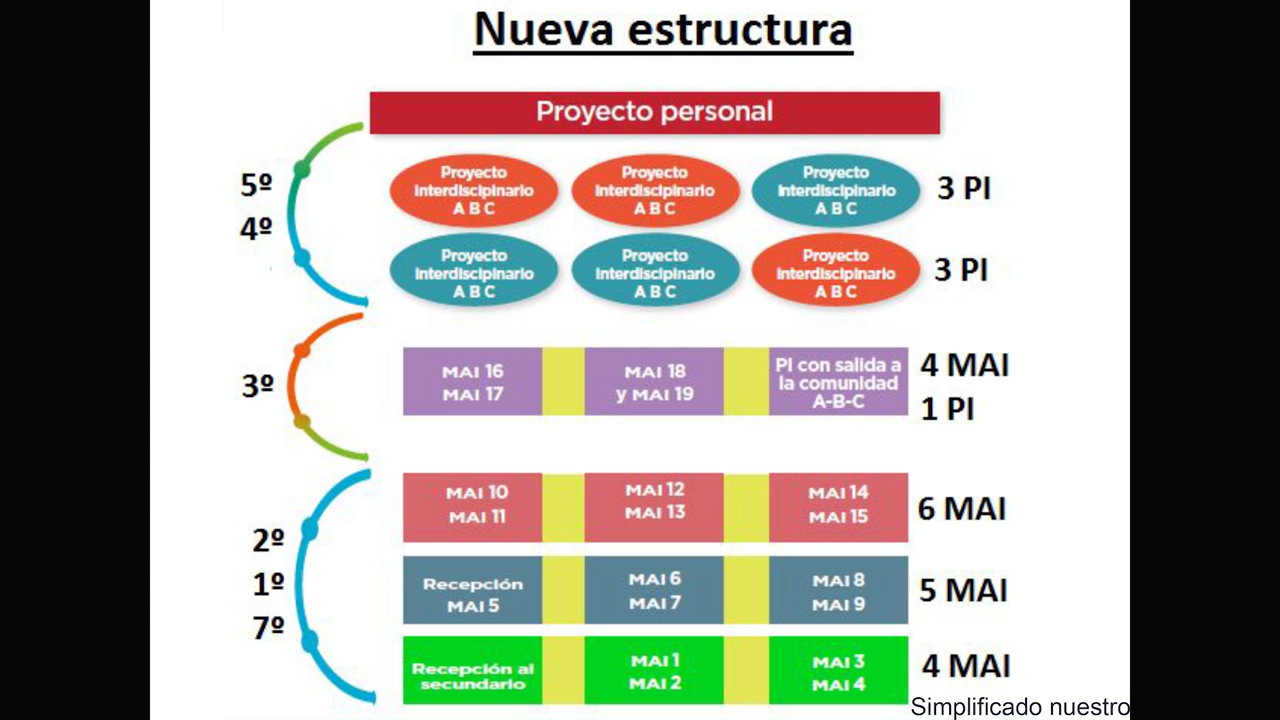 Nueva estructura
Proyecto personal
5º
4º
Proyecto
Interdisciplinario
A B C
Proyecto
Interdisciplinario
A B C
Proyecto
Interdisciplinario
A B C
3 PI
Proyecto
Interdisciplinario
A B C
Proyecto
Interdisciplinario
A B C
Proyecto
Interdisciplinario
A B C
3 PI
3º
MAI 16
MAI 17
MAI 18
y MAI 19
PI con salida a
la comunidad
A-B-C
4 MAI
1 PI
2º
1º
7º
MAI 10
MAI 11
MAI 12
MAI 13
MAI 14
MAI 15
6 MAI
Recepción
MAI 5
MAI 6
MAI 7
MAI 8
MAI 9
5 MAI
Recepción al
secundario
MAI 1
MAI 2
MAI 3
MAI 4
4 MAI
Simplificado nuestro